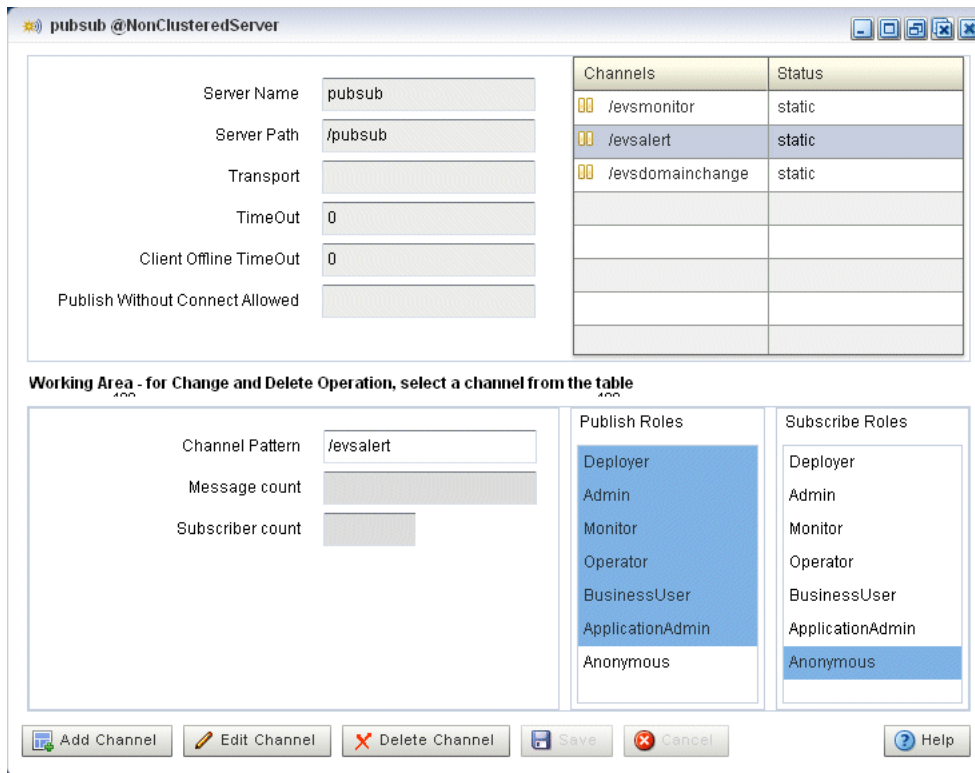 pubsub @NonClusteredServer
Server Name pubsub
Server Path /pubsub
Transport
TimeOut 0
Client Offline TimeOut 0
Publish Without Connect Allowed
Channels Status
/evsmonitor static
/evsalert static
/evsdomainchange static
Working Area - for Change and Delete Operation, select a channel from the table
Channel Pattern /evsalert
Message count
Subscriber count
Publish Roles
Deployer
Admin
Monitor
Operator
BusinessUser
ApplicationAdmin
Anonymous
Subscribe Roles
Deployer
Admin
Monitor
Operator
BusinessUser
ApplicationAdmin
Anonymous
Add Channel Edit Channel Delete Channel Save Cancel Help